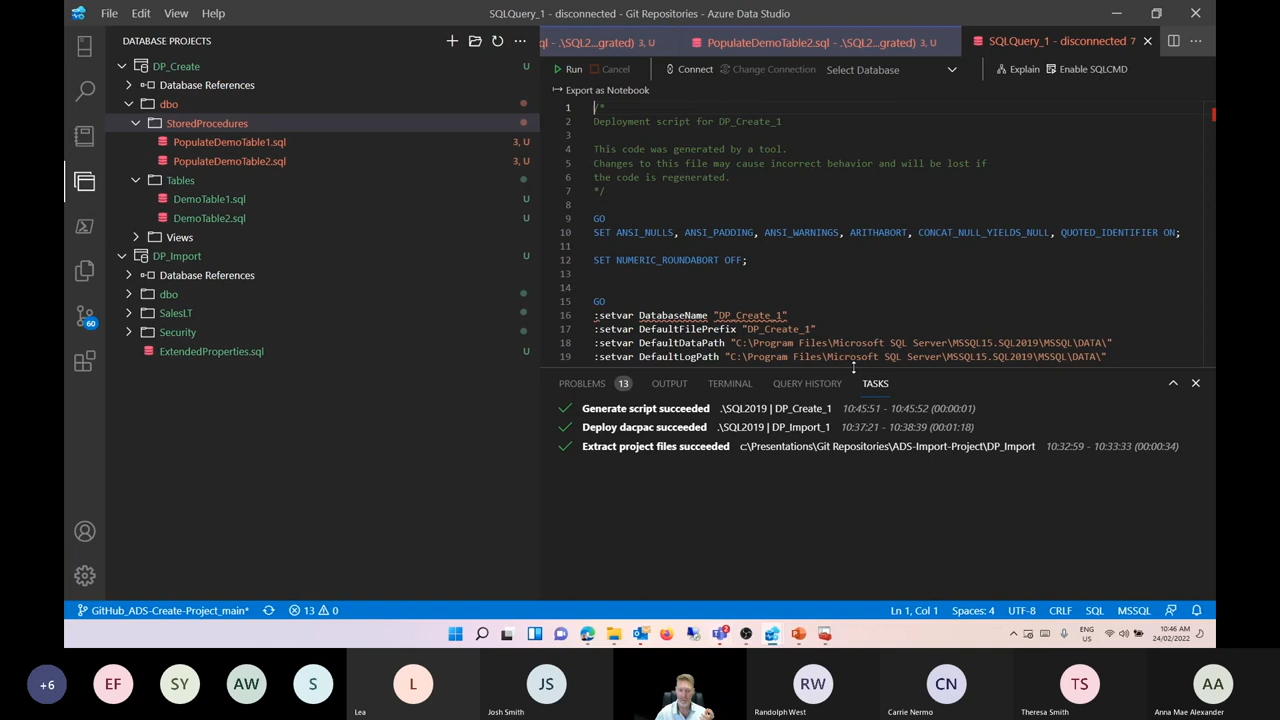 File Edit View Help
SQLQuery_1 - disconnected - Git Repositories - Azure Data Studio
DATABASE PROJECTS
DP_Create U
Database References
dbo
StoredProcedures
PopulateDemoTable1.sql 3, U
PopulateDemoTable2.sql 3, U
Tables
DemoTable1.sql U
DemoTable2.sql U
Views
DP_Import U
Database References
dbo
SalesLT
Security
ExtendedProperties.sql U
ql - .\SQL2...grated) 3, U
PopulateDemoTable2.sql - .\SQL2...grated) 3, U
SQLQuery_1 - disconnected 7
Run Cancel Connect Change Connection Select Database Explain Enable SQLCMD
Export as Notebook
1 /*
2 Deployment script for DP_Create_1
3
4 This code was generated by a tool.
5 Changes to this file may cause incorrect behavior and will be lost if
6 the code is regenerated.
7 */
8
9 GO
10 SET ANSI_NULLS, ANSI_PADDING, ANSI_WARNINGS, ARITHABORT, CONCAT_NULL_YIELDS_NULL, QUOTED_IDENTIFIER ON;
11
12 SET NUMERIC_ROUNDABORT OFF;
13
14
15 GO
16 :setvar DatabaseName "DP_Create_1"
17 :setvar DefaultFilePrefix "DP_Create_1"
18 :setvar DefaultDataPath "C:\Program Files\Microsoft SQL Server\MSSQL15.SQL2019\MSSQL\DATA\"
19 :setvar DefaultLogPath "C:\Program Files\Microsoft SQL Server\MSSQL15.SQL2019\MSSQL\DATA\"
PROBLEMS 13 OUTPUT TERMINAL QUERY HISTORY TASKS
Generate script succeeded .\SQL2019 | DP_Create_1 10:45:51 - 10:45:52 (00:00:01)
Deploy dacpac succeeded .\SQL2019 | DP_Import_1 10:37:21 - 10:38:39 (00:01:18)
Extract project files succeeded c:\Presentations\Git Repositories\ADS-Import-Project\DP_Import 10:32:59 - 10:33:33 (00:00:34)
60
GitHub_ADS-Create-Project_main* 13 0 Ln 1, Col 1 Spaces: 4 UTF-8 CRLF SQL MSSQL
2
ENG
US
10:46 AM
24/02/2022
+6 EF SY AW S L JS RW CN TS AA
Lea Josh Smith Randolph West Carrie Nermo Theresa Smith Anna Mae Alexander